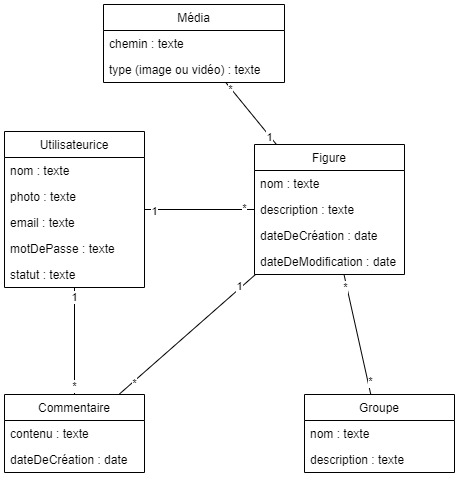 Média
chemin : texte
type (image ou vidéo) : texte
*
1
Utilisateurice
nom : texte
photo : texte
email : texte
motDePasse : texte
statut : texte
1
*
Figure
nom : texte
description : texte
dateDeCréation : date
dateDeModification : date
1
1
*
*
*
*
Commentaire
contenu : texte
dateDeCréation : date
Groupe
nom : texte
description : texte